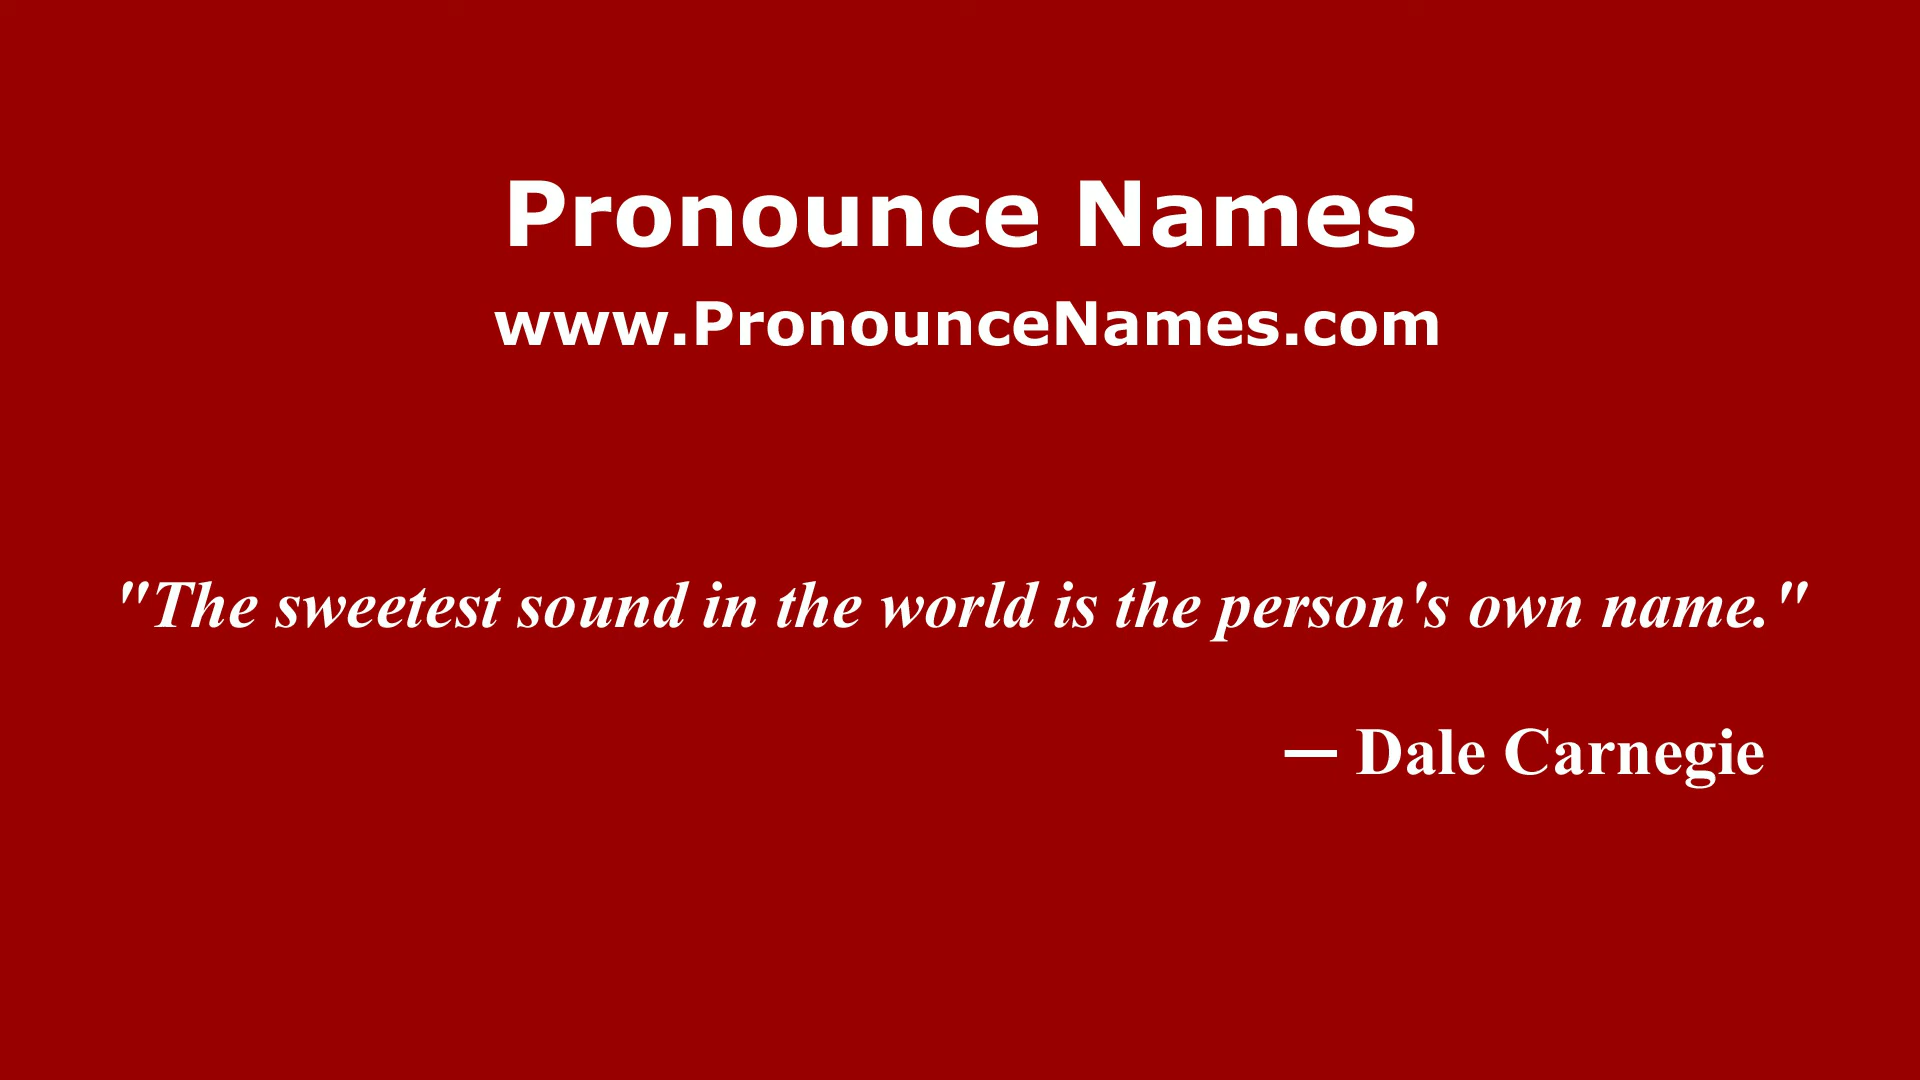 Pronounce Names
www.PronounceNames.com
"The sweetest sound in the world is the person's own name."
— Dale Carnegie